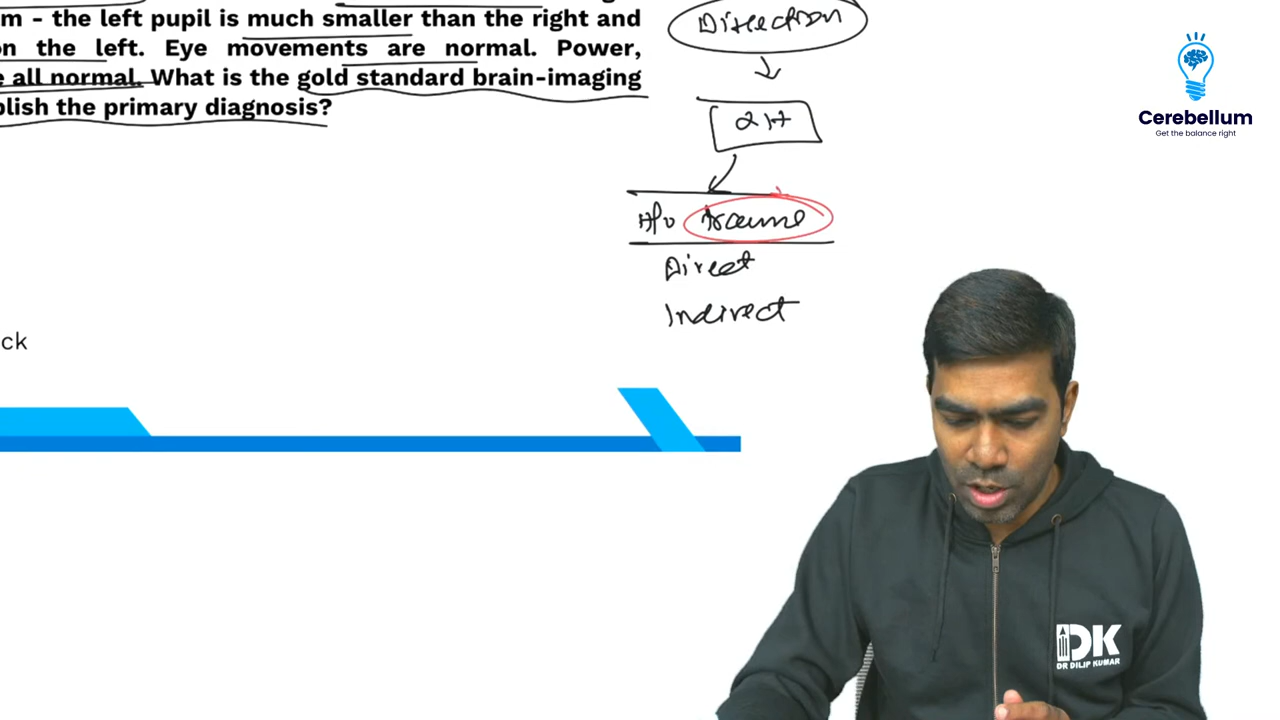 m - the left pupil is much smaller than the right and
on the left. Eye movements are normal. Power,
e all normal. What is the gold standard brain-imaging
blish the primary diagnosis?
ck
Dissection
H/o trauma
Direct
Indirect
Cerebellum
Get the balance right
DK
DR DILIP KUMAR